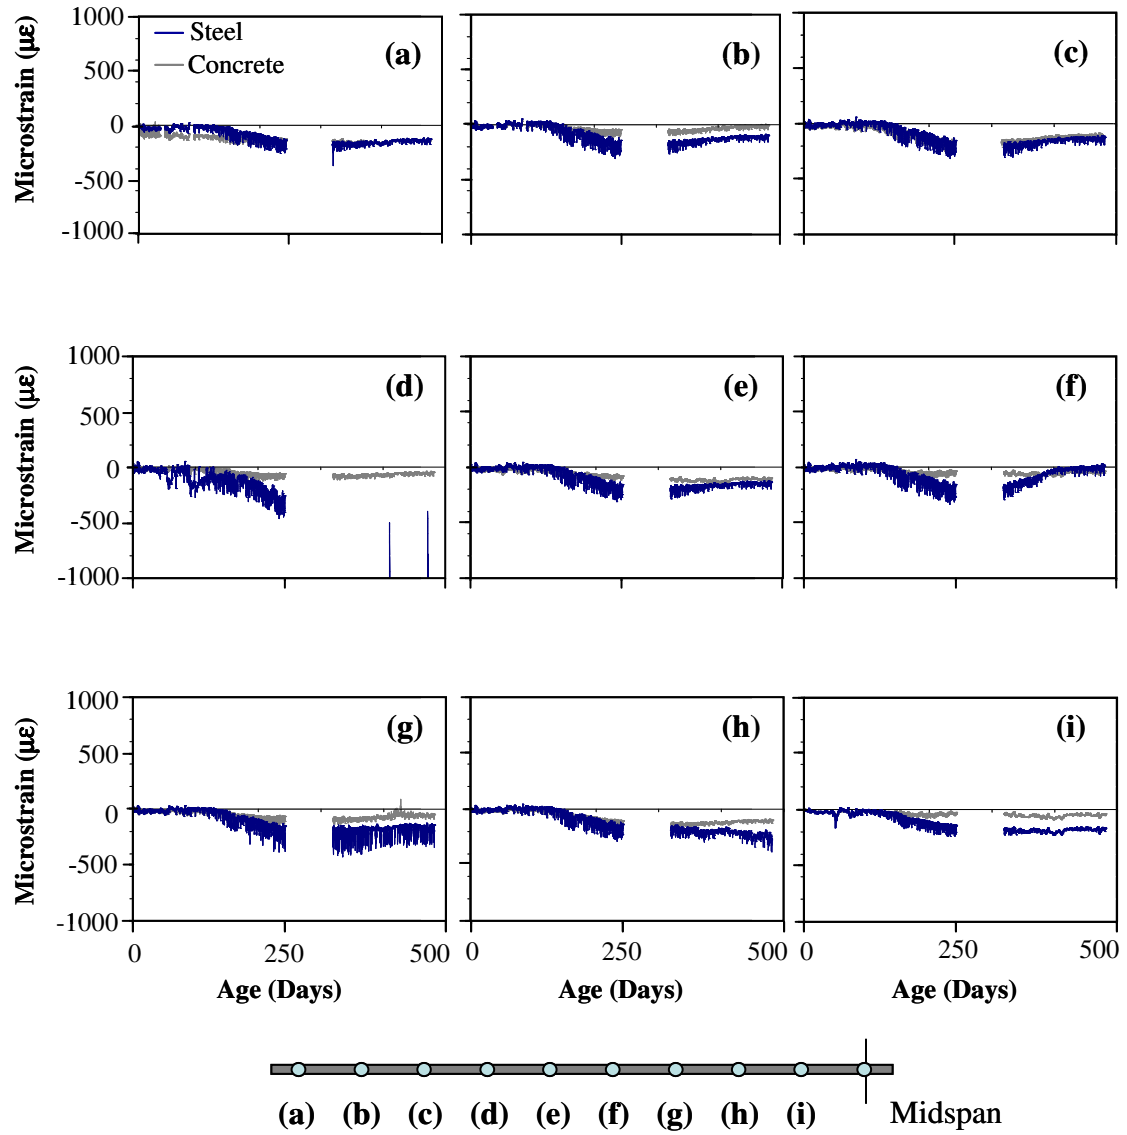 Microstrain (με)
1000
500
0
-500
-1000
Steel
Concrete
(a)
(b)
(c)
Microstrain (με)
1000
500
0
-500
-1000
(d)
(e)
(f)
Microstrain (με)
1000
500
0
-500
-1000
(g)
(h)
(i)
0 250 500 0 250 500 0 250 500
Age (Days) Age (Days) Age (Days)
(a) (b) (c) (d) (e) (f) (g) (h) (i) Midspan